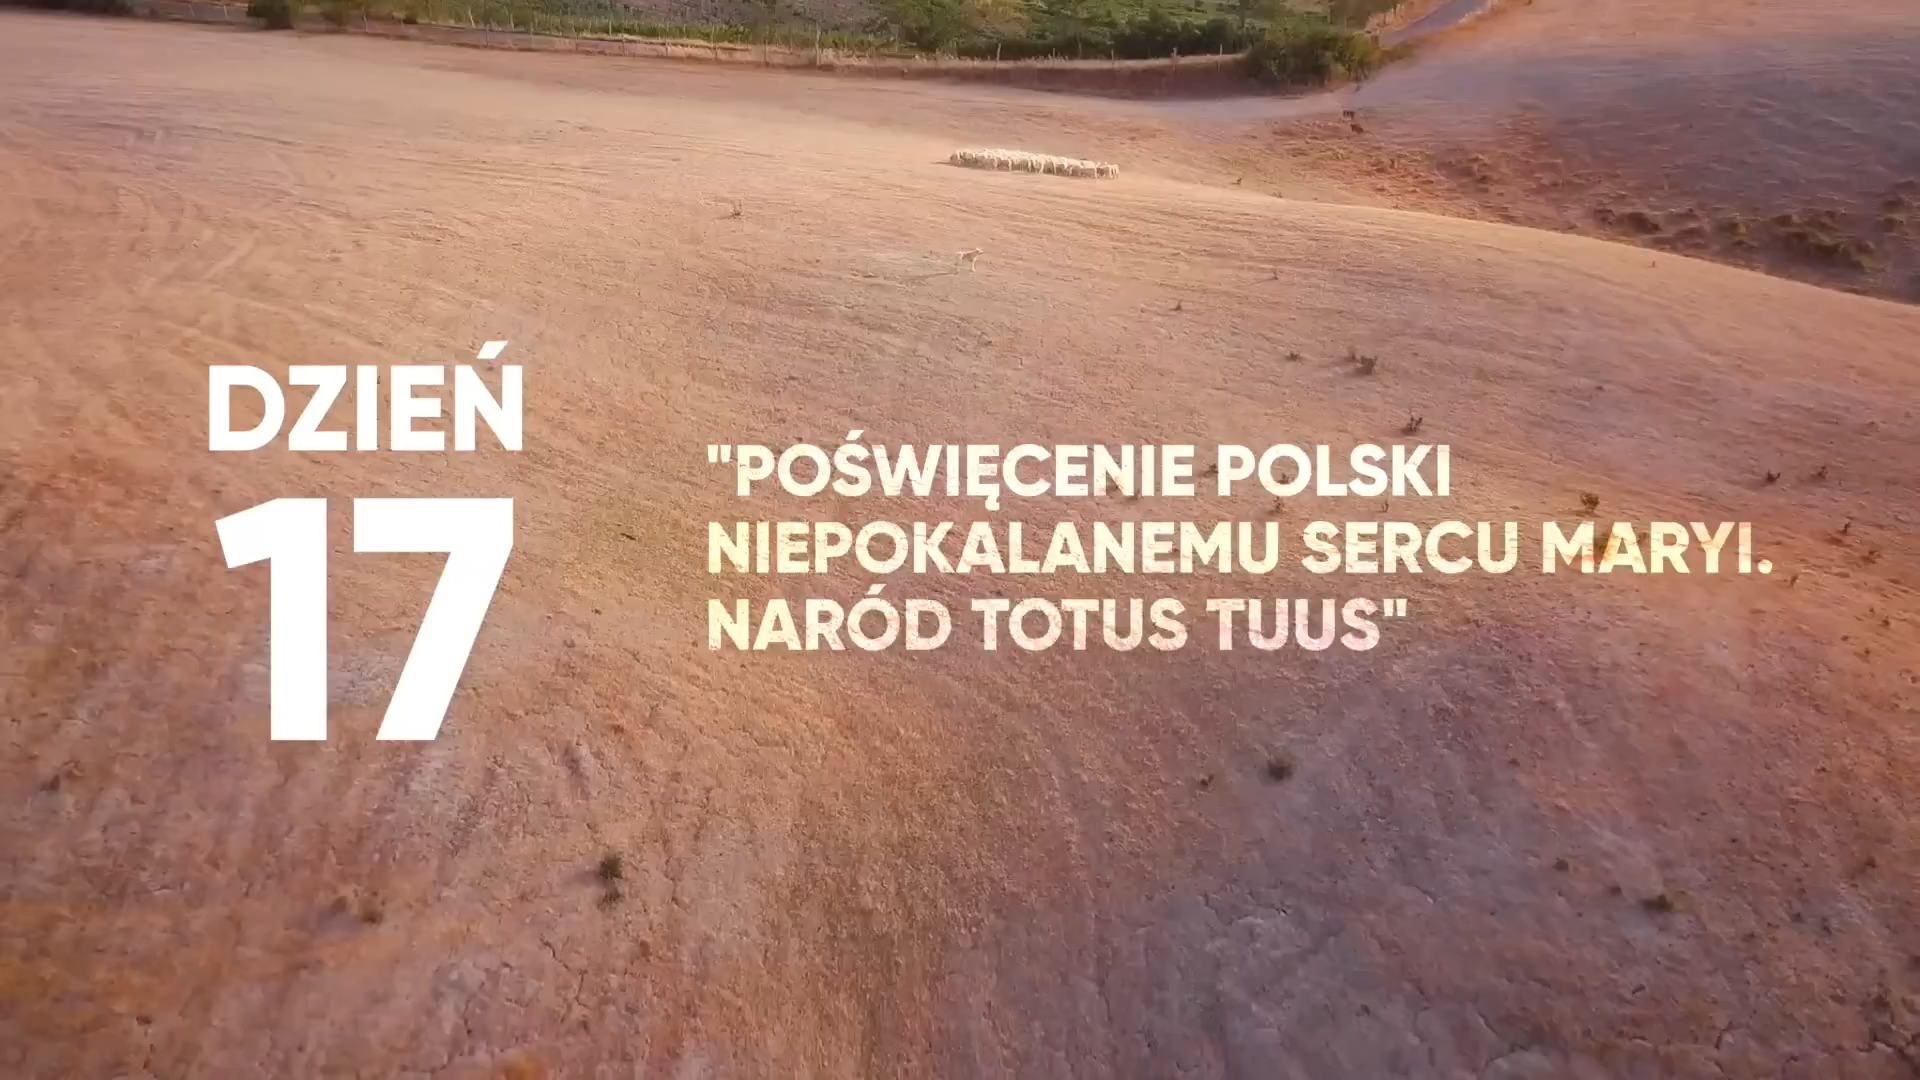 DZIEŃ
17
"POŚWIĘCENIE POLSKI
NIEPOKALANEMU SERCU MARYI.
NARÓD TOTUS TUUS"